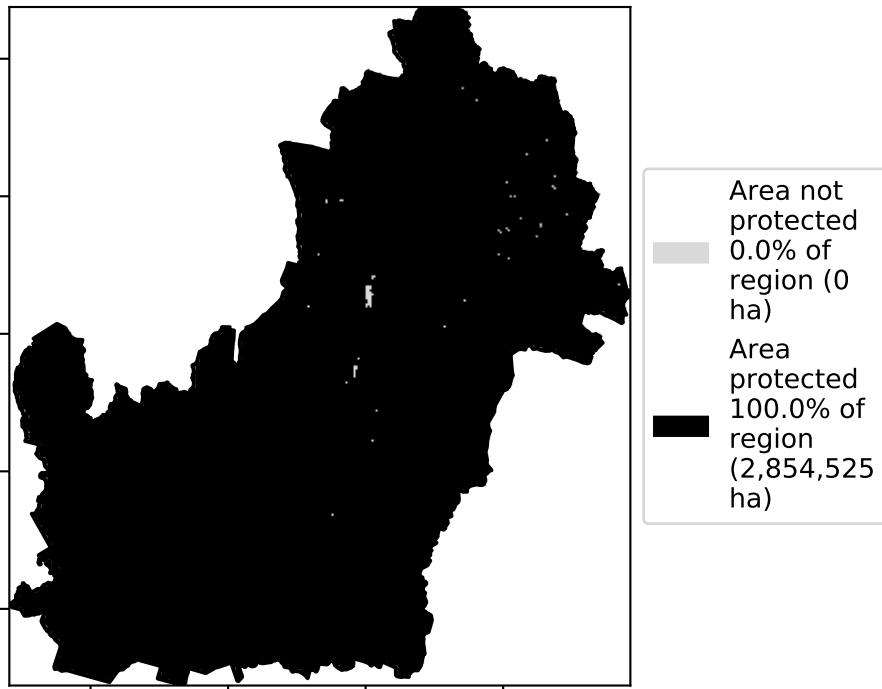 Area not
protected
0.0% of
region (0
ha)
Area
protected
100.0% of
region
(2,854,525
ha)